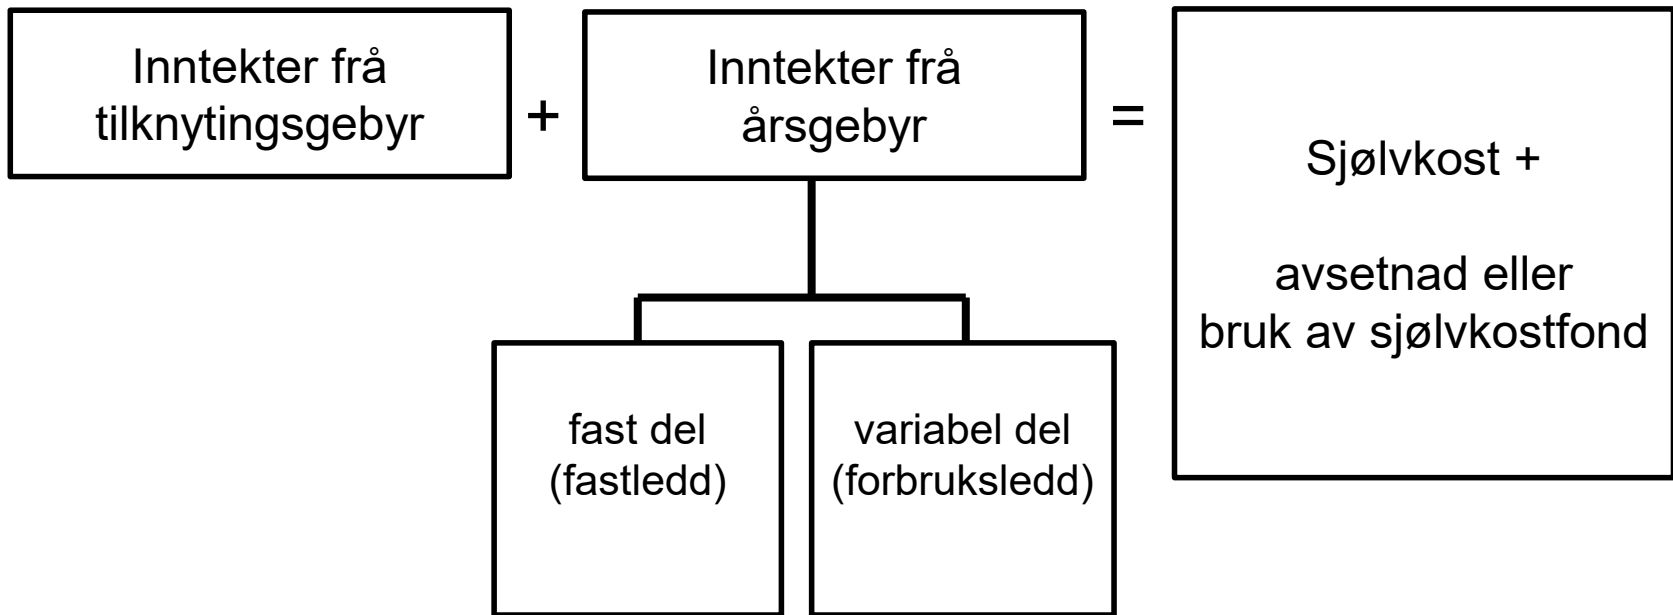 Inntekter frå
tilknytingsgebyr
+
Inntekter frå
årsgebyr
=
Sjølvkost +
avsetnad eller
bruk av sjølvkostfond
fast del
(fastledd)
variabel del
(forbruksledd)